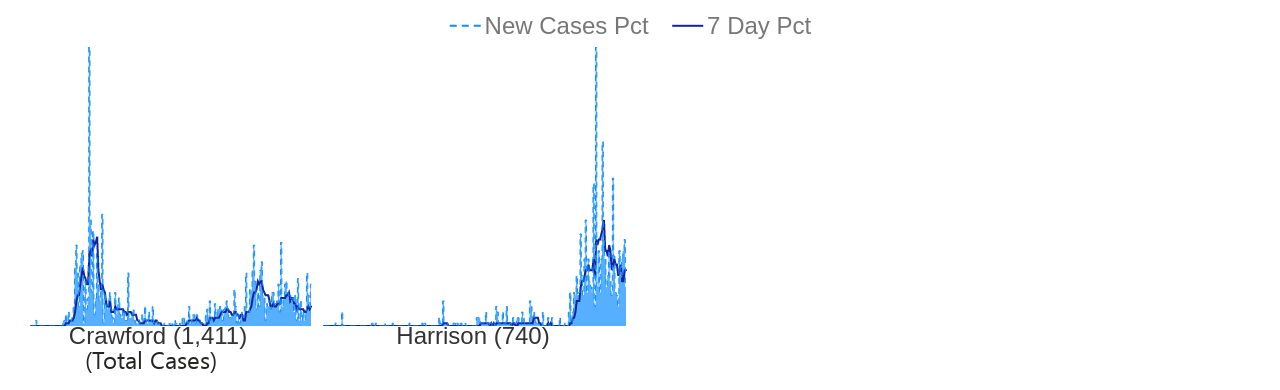 New Cases Pct 7 Day Pct
Crawford (1,411) Harrison (740)
(Total Cases)